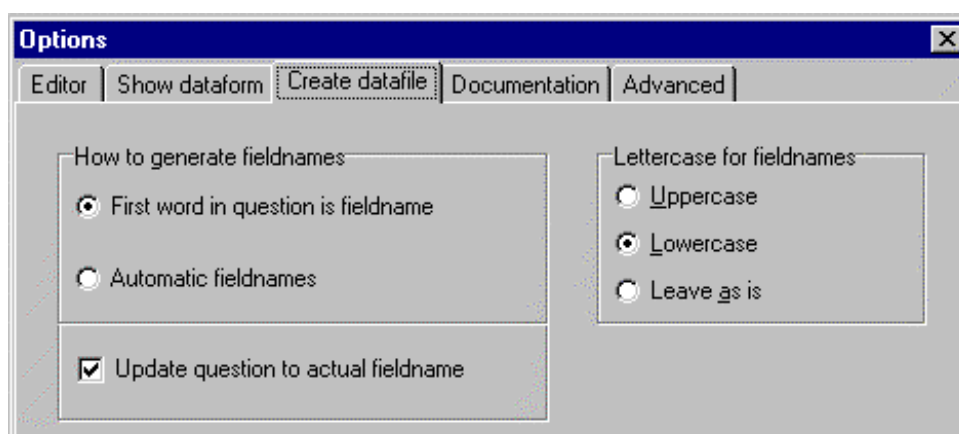 Options
Editor Show dataform Create datafile Documentation Advanced
How to generate fieldnames
First word in question is fieldname
Automatic fieldnames
Update question to actual fieldname
Lettercase for fieldnames
Uppercase
Lowercase
Leave as is